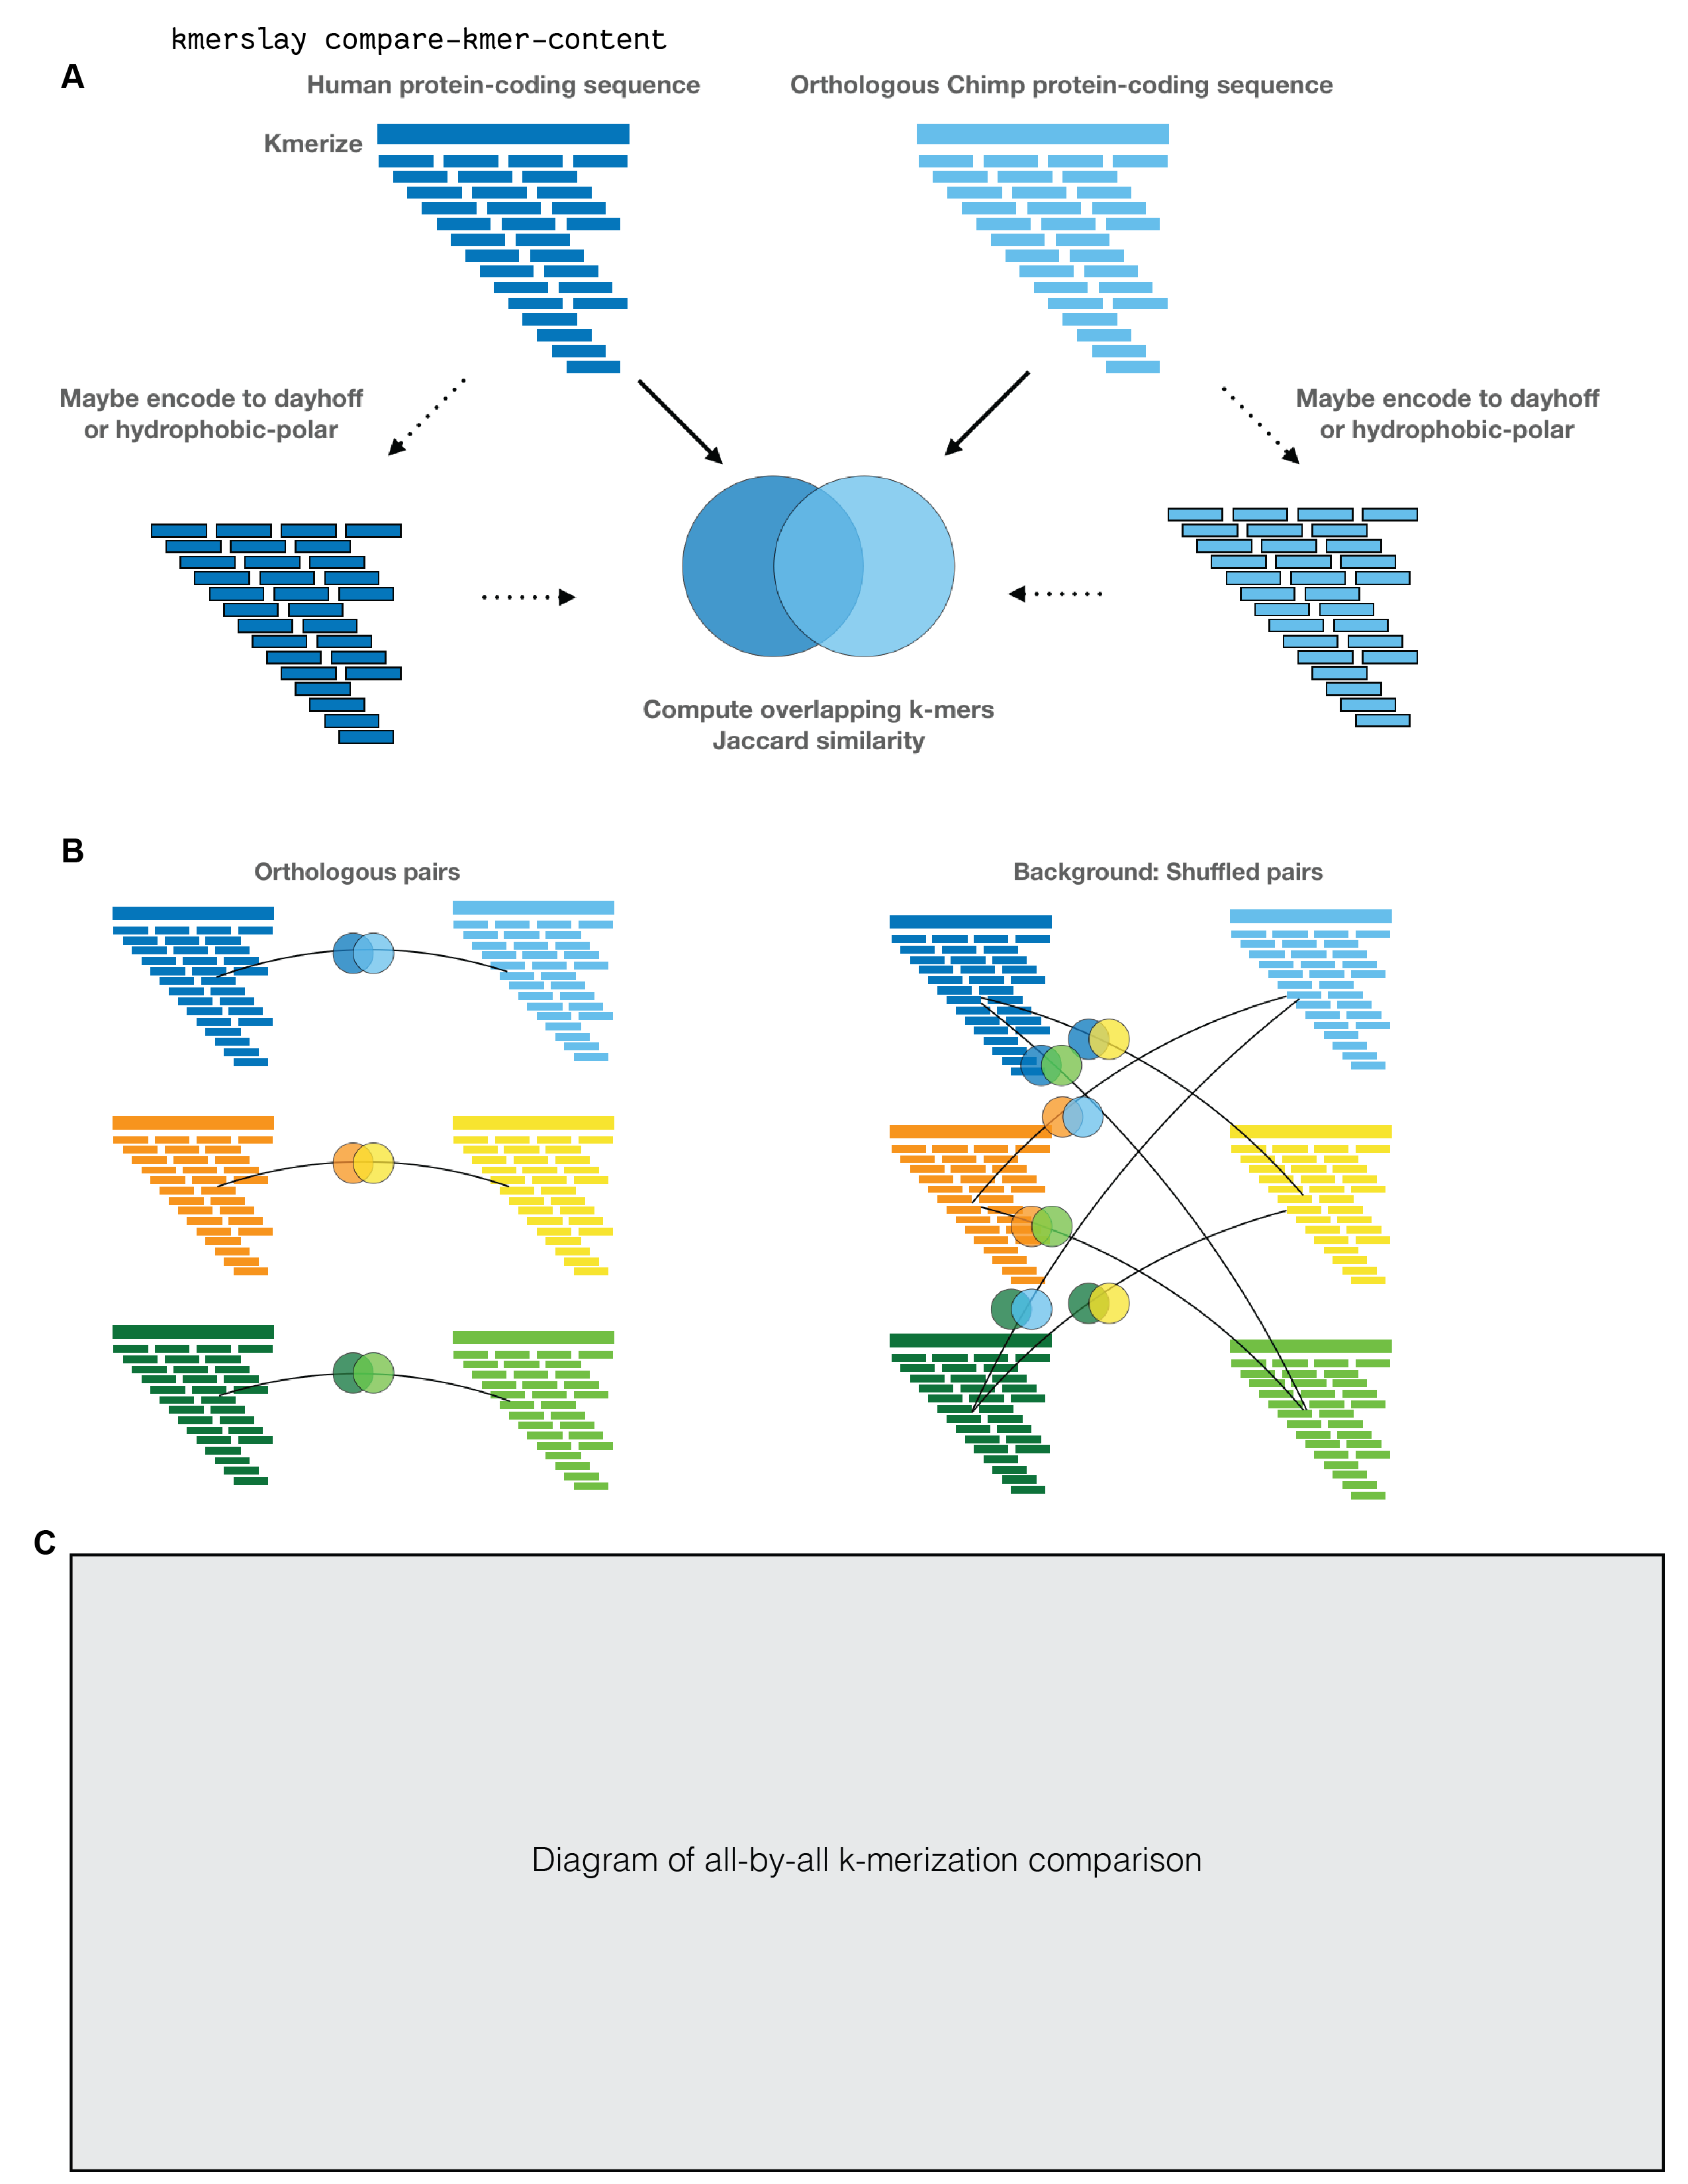 kmerslay compare-kmer-content
A
Human protein-coding sequence
Orthologous Chimp protein-coding sequence
Kmerize
Maybe encode to dayhoff
or hydrophobic-polar
Maybe encode to dayhoff
or hydrophobic-polar
Compute overlapping k-mers
Jaccard similarity
B
Orthologous pairs
Background: Shuffled pairs
C
Diagram of all-by-all k-merization comparison